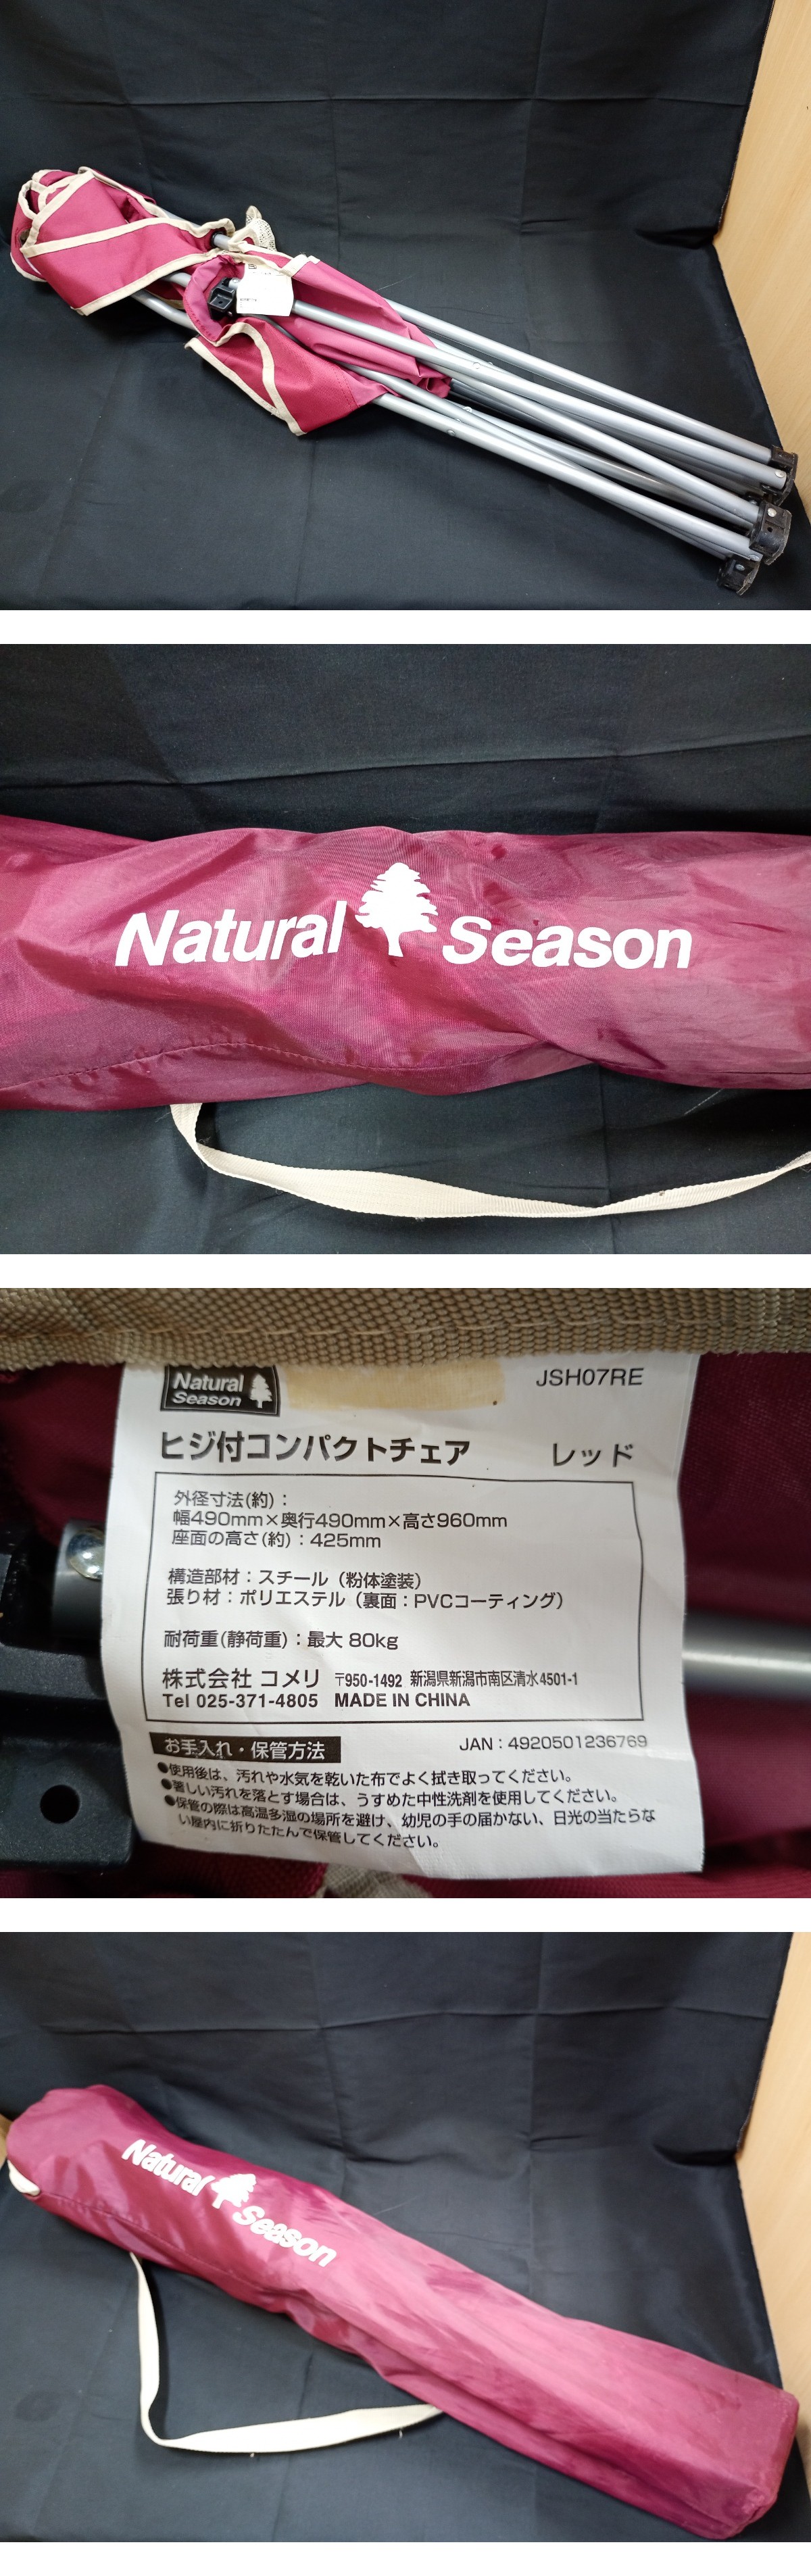 Natural Season
Natural
Season
JSH07RE
ヒジ付コンパクトチェア レッド
外径寸法(約):
幅490mm×奥行490mm×高さ960mm
座面の高さ(約):425mm
構造部材:スチール(粉体塗装)
張り材:ポリエステル(裏面:PVCコーティング)
耐荷重(静荷重):最大 80kg
株式会社 コメリ 〒950-1492 新潟県新潟市南区清水4501-1
Tel 025-371-4805 MADE IN CHINA
お手入れ・保管方法 JAN:4920501236769
●使用後は、汚れや水気を乾いた布でよく拭き取ってください。
●著しい汚れを落とす場合は、うすめた中性洗剤を使用してください。
●保管の際は高温多湿の場所を避け、幼児の手の届かない、日光の当たらな
い屋内に折りたたんで保管してください。
Natural Season